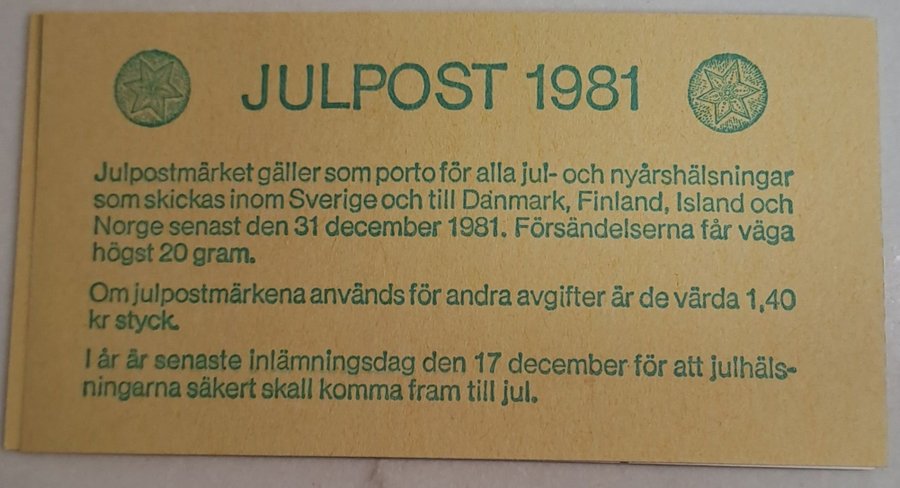 JULPOST 1981
Julpostmärket gäller som porto för alla jul- och nyårshälsningar
som skickas inom Sverige och till Danmark, Finland, Island och
Norge senast den 31 december 1981. Försändelserna får väga
högst 20 gram.
Om julpostmärkena används för andra avgifter är de värda 1,40
kr styck.
I år är senaste inlämningsdag den 17 december för att julhäls-
ningarna säkert skall komma fram till jul.